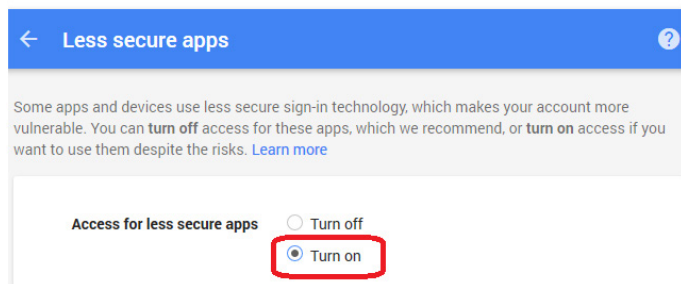 Less secure apps
Some apps and devices use less secure sign-in technology, which makes your account more
vulnerable. You can turn off access for these apps, which we recommend, or turn on access if you
want to use them despite the risks. Learn more
Access for less secure apps
Turn off
Turn on